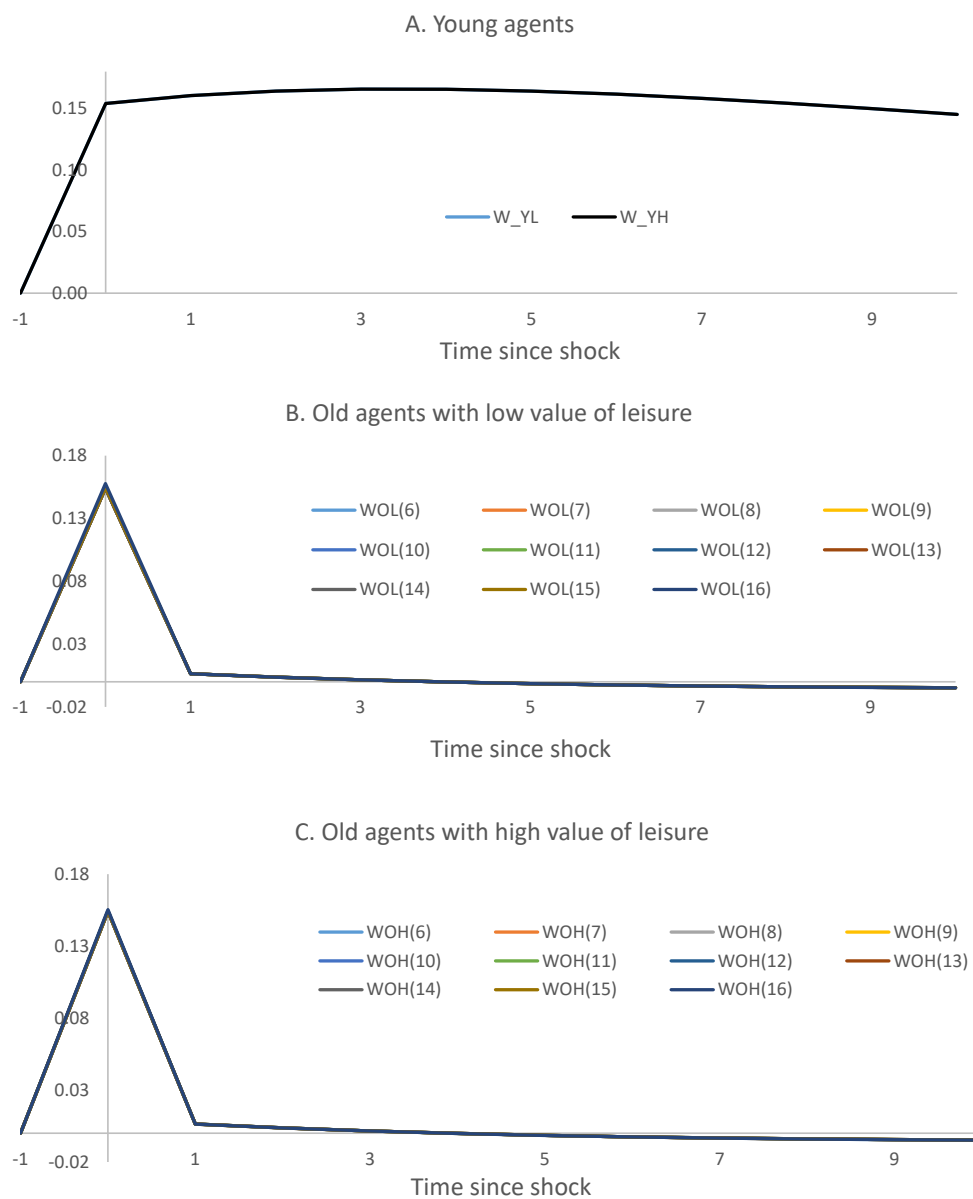 A. Young agents
0.15
0.10
0.05
0.00
W_YL W_YH
-1 1 3 5 7 9
Time since shock
B. Old agents with low value of leisure
0.18
0.13
0.08
0.03
-0.02
WOL(6) WOL(7) WOL(8) WOL(9)
WOL(10) WOL(11) WOL(12) WOL(13)
WOL(14) WOL(15) WOL(16)
-1 1 3 5 7 9
Time since shock
C. Old agents with high value of leisure
0.18
0.13
0.08
0.03
-0.02
WOH(6) WOH(7) WOH(8) WOH(9)
WOH(10) WOH(11) WOH(12) WOH(13)
WOH(14) WOH(15) WOH(16)
-1 1 3 5 7 9
Time since shock